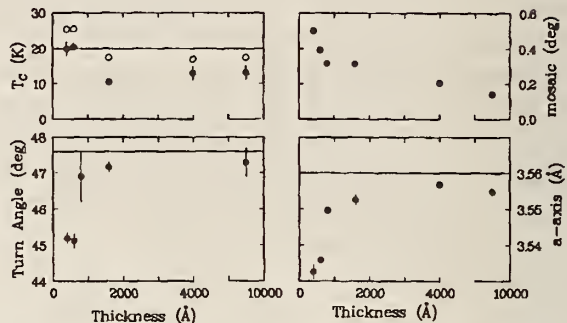 T_C (K)
30
20
10
0
0.6
0.4
0.2
0.0
mosaic (deg)
Turn Angle (deg)
48
47
46
45
44
3.56
3.55
3.54
a-axis (Å)
0 2000 4000 10000
0 2000 4000 10000
Thickness (Å)
Thickness (Å)